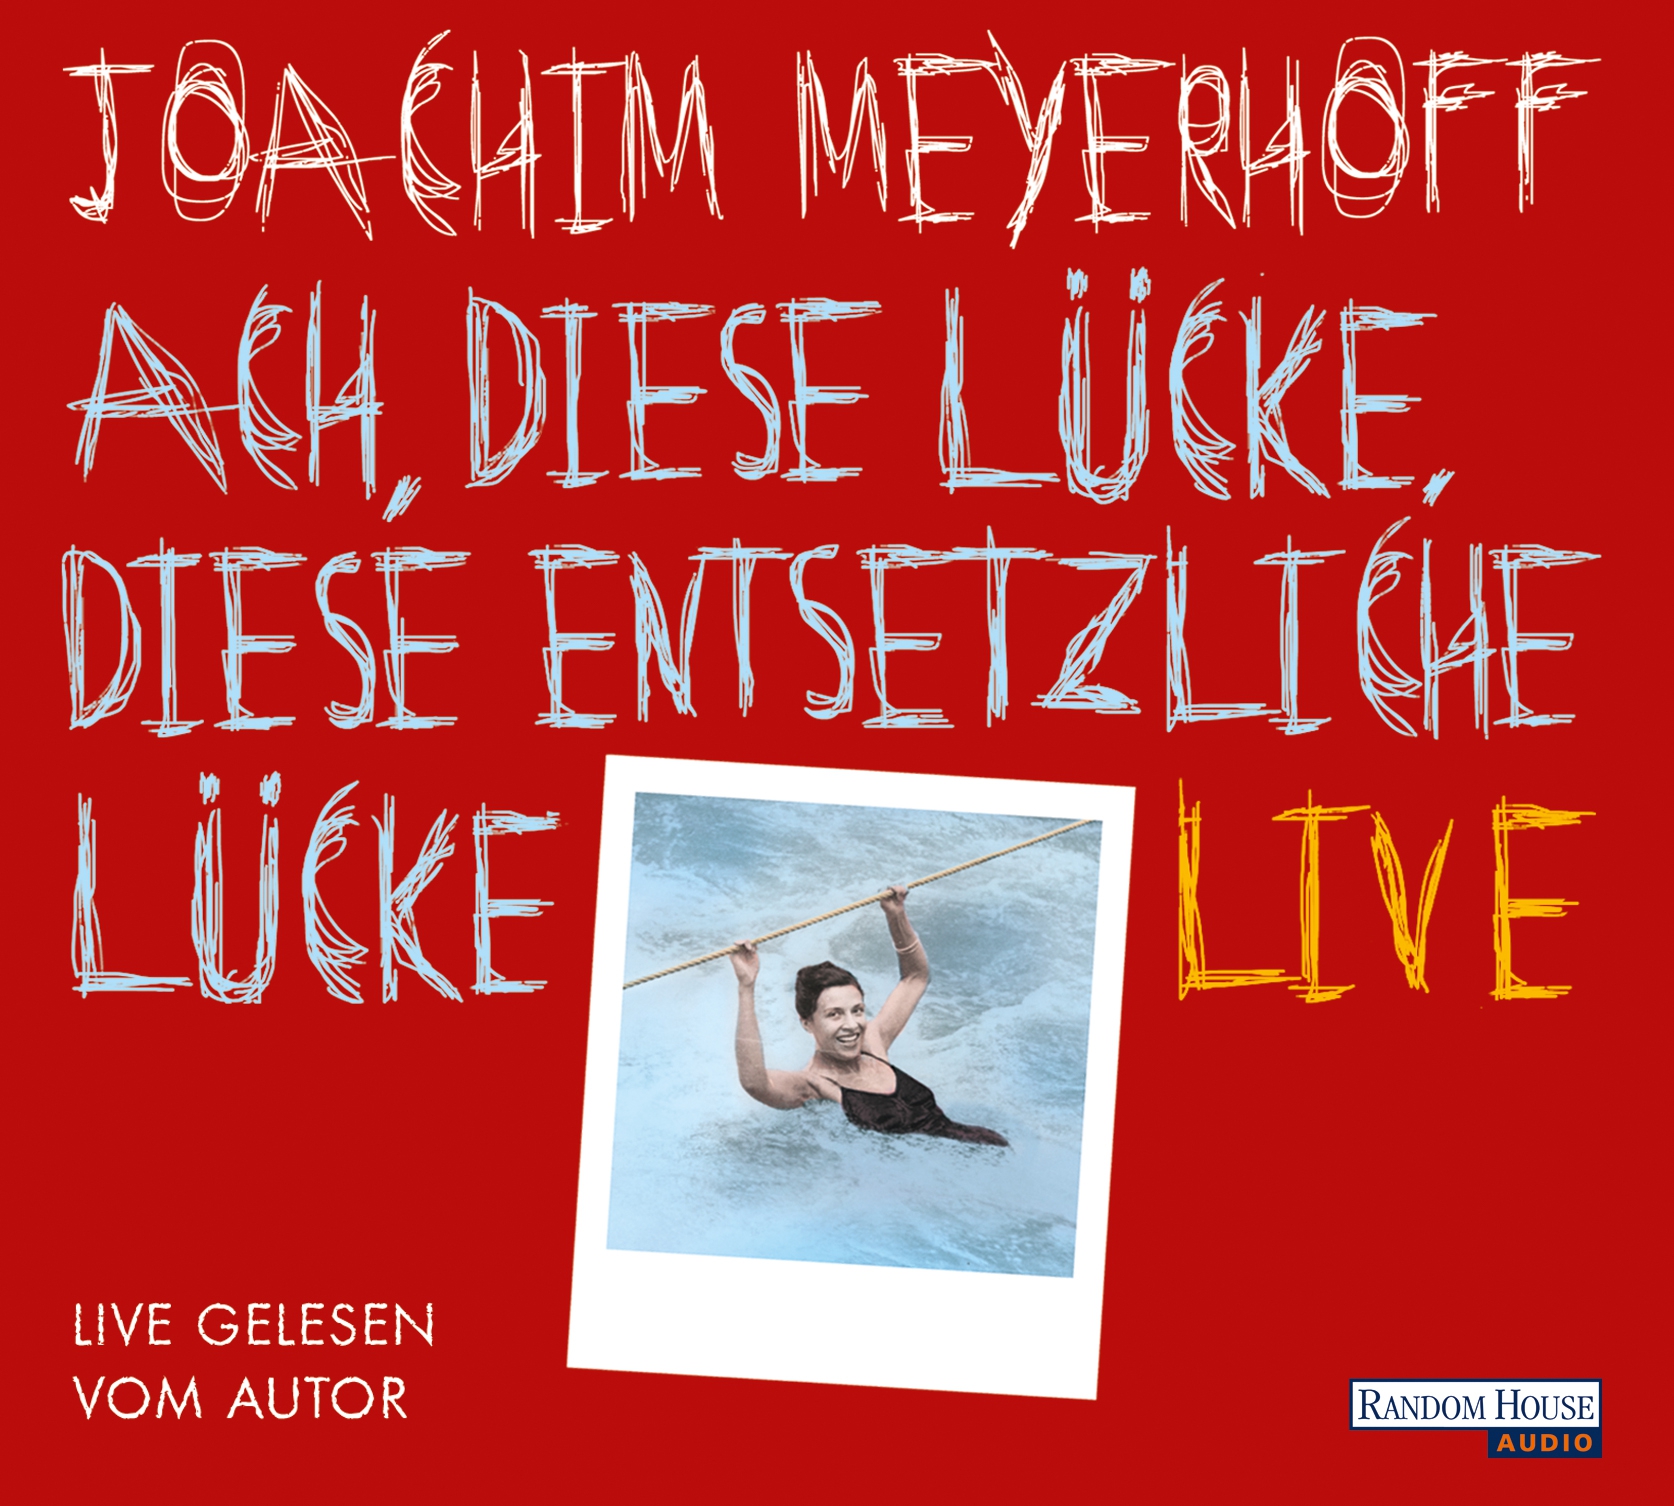 JOACHIM MEYERHOFF
ACH, DIESE LÜCKE,
DIESE ENTSETZLICHE
LÜCKE LIVE
LIVE GELESEN
VOM AUTOR
RANDOM HOUSE
AUDIO